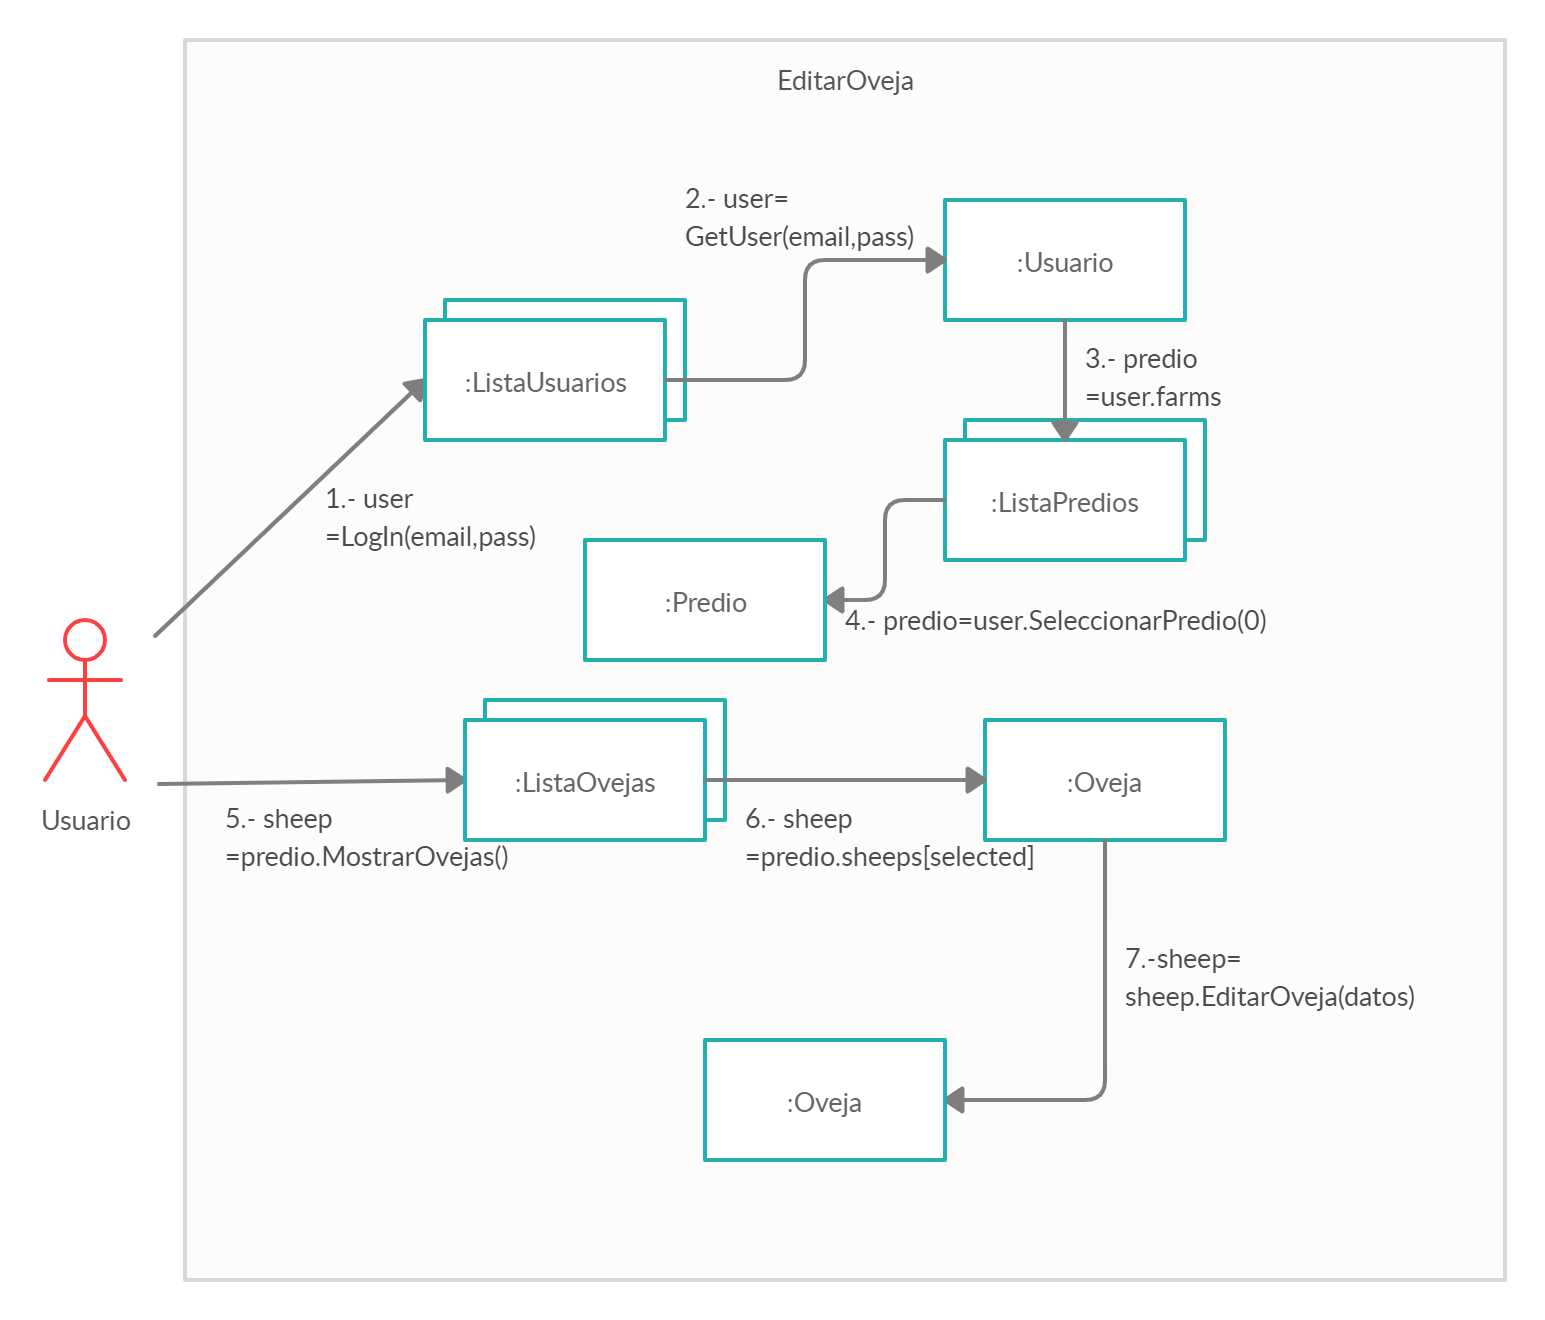 EditarOveja
2.- user=
GetUser(email,pass)
:Usuario
:ListaUsuarios
3.- predio
=user.farms
1.- user
=LogIn(email,pass)
:ListaPredios
:Predio
4.- predio=user.SeleccionarPredio(0)
Usuario
:ListaOvejas
:Oveja
5.- sheep
=predio.MostrarOvejas()
6.- sheep
=predio.sheeps[selected]
7.-sheep=
sheep.EditarOveja(datos)
:Oveja